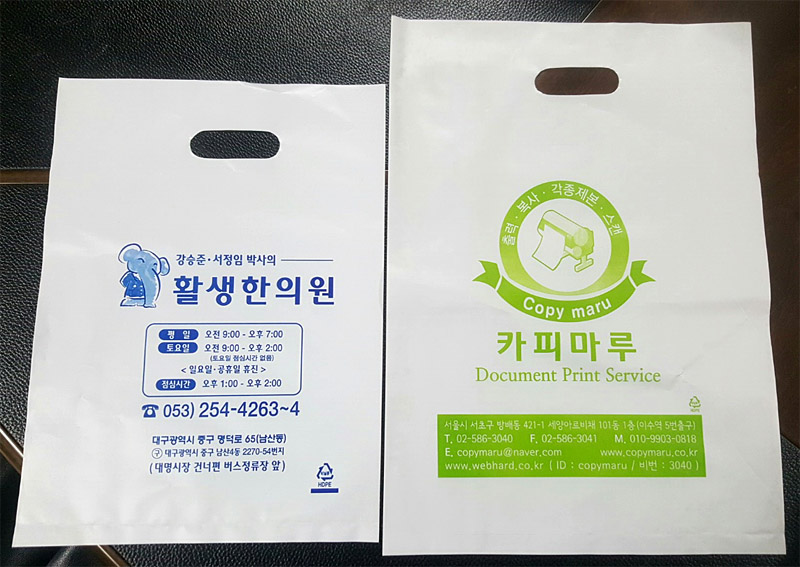 강승준·서정임 박사의
활생한의원
평 일 오전 9:00 - 오후 7:00
토요일 오전 9:00 - 오후 2:00
(토요일 점심시간 없음)
< 일요일·공휴일 휴진 >
점심시간 오후 1:00 - 오후 2:00
☎ 053) 254-4263~4
대구광역시 중구 명덕로 65(남산동)
구 대구광역시 중구 남산4동 2270-54번지
(대명시장 건너편 버스정류장 앞)
HDPE
출력·복사·각종제본·스캔
Copy maru
카피마루
Document Print Service
HDPE
서울시 서초구 방배동 421-1 세양아르비채 101동 1층 (이수역 5번출구)
T. 02-586-3040 F. 02-586-3041 M. 010-9903-0818
E. copymaru@naver.com www.copymaru.co.kr
www.webhard.co.kr ( ID : copymaru / 비번 : 3040 )